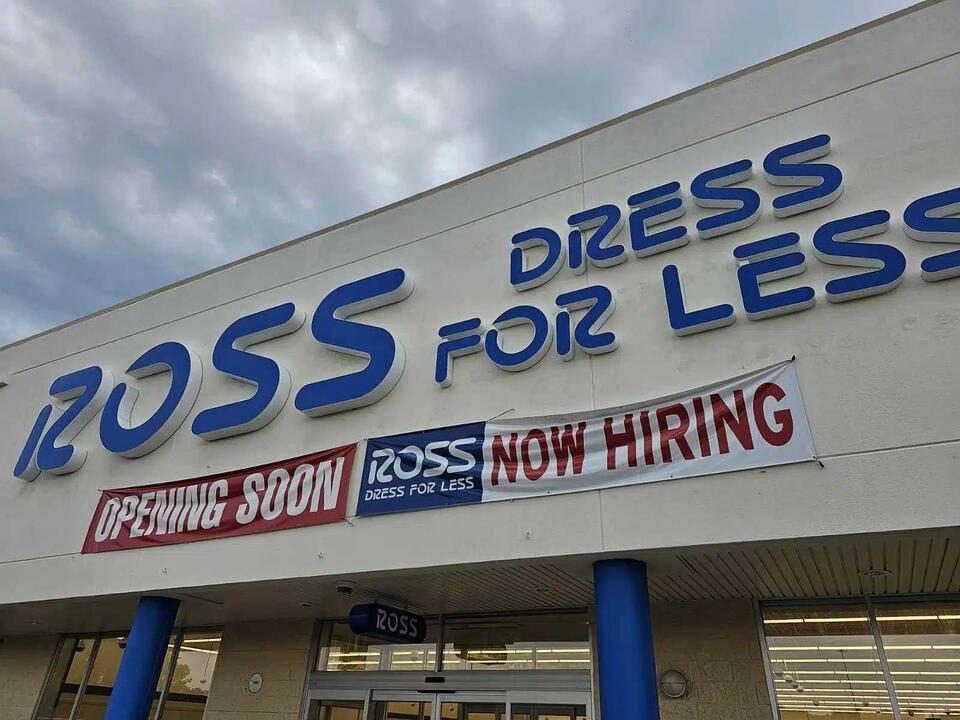 ROSS DRESS
FOR LESS
OPENING SOON
ROSS
DRESS FOR LESS
NOW HIRING
ROSS